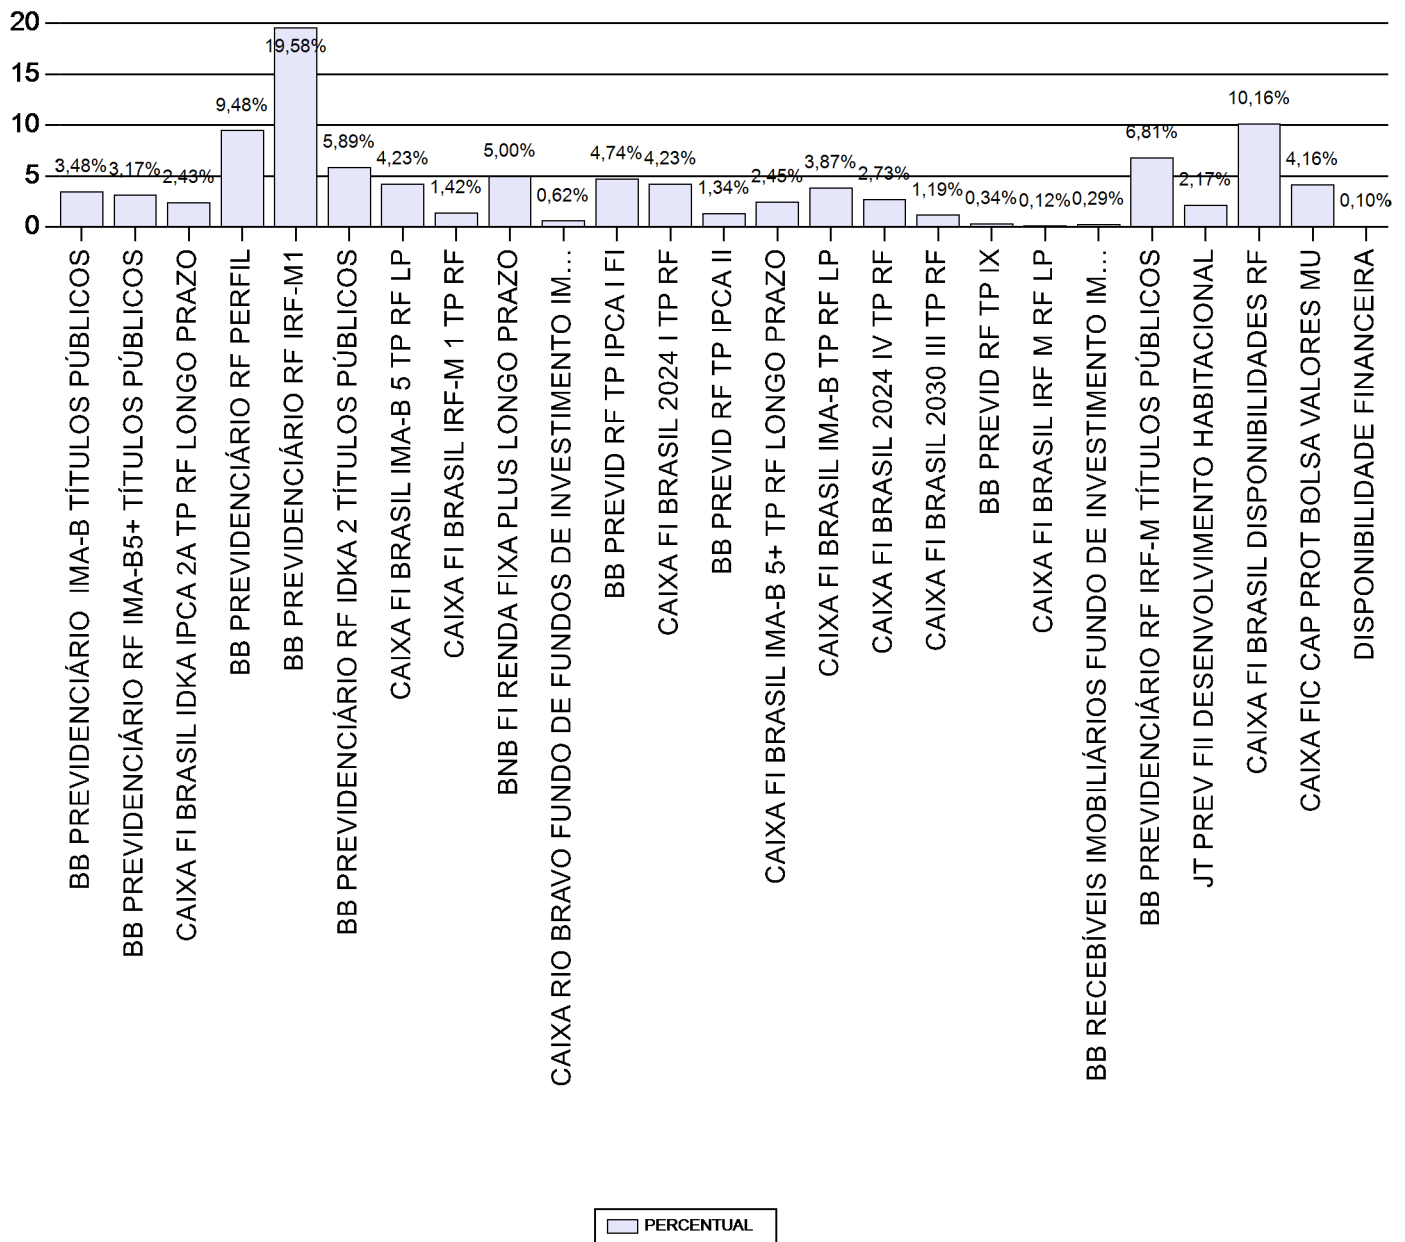 20
15
10
5
0
3,48%
3,17%
2,43%
9,48%
19,58%
5,89%
4,23%
1,42%
5,00%
0,62%
4,74%
4,23%
1,34%
2,45%
3,87%
2,73%
1,19%
0,34%
0,12%
0,29%
6,81%
2,17%
10,16%
4,16%
0,10%
BB PREVIDENCIÁRIO  IMA-B TÍTULOS PÚBLICOS
BB PREVIDENCIÁRIO RF IMA-B5+ TÍTULOS PÚBLICOS
CAIXA FI BRASIL IDKA IPCA 2A TP RF LONGO PRAZO
BB PREVIDENCIÁRIO RF PERFIL
BB PREVIDENCIÁRIO RF IRF-M1
BB PREVIDENCIÁRIO RF IDKA 2 TÍTULOS PÚBLICOS
CAIXA FI BRASIL IMA-B 5 TP RF LP
CAIXA FI BRASIL IRF-M 1 TP RF
BNB FI RENDA FIXA PLUS LONGO PRAZO
CAIXA RIO BRAVO FUNDO DE FUNDOS DE INVESTIMENTO IM...
BB PREVID RF TP IPCA I FI
CAIXA FI BRASIL 2024 I TP RF
BB PREVID RF TP IPCA II
CAIXA FI BRASIL IMA-B 5+ TP RF LONGO PRAZO
CAIXA FI BRASIL IMA-B TP RF LP
CAIXA FI BRASIL 2024 IV TP RF
CAIXA FI BRASIL 2030 III TP RF
BB PREVID RF TP IX
CAIXA FI BRASIL IRF M RF LP
BB RECEBÍVEIS IMOBILIÁRIOS FUNDO DE INVESTIMENTO IM...
BB PREVIDENCIÁRIO RF IRF-M TÍTULOS PÚBLICOS
JT PREV FII DESENVOLVIMENTO HABITACIONAL
CAIXA FI BRASIL DISPONIBILIDADES RF
CAIXA FIC CAP PROT BOLSA VALORES MU
DISPONIBILIDADE FINANCEIRA
PERCENTUAL